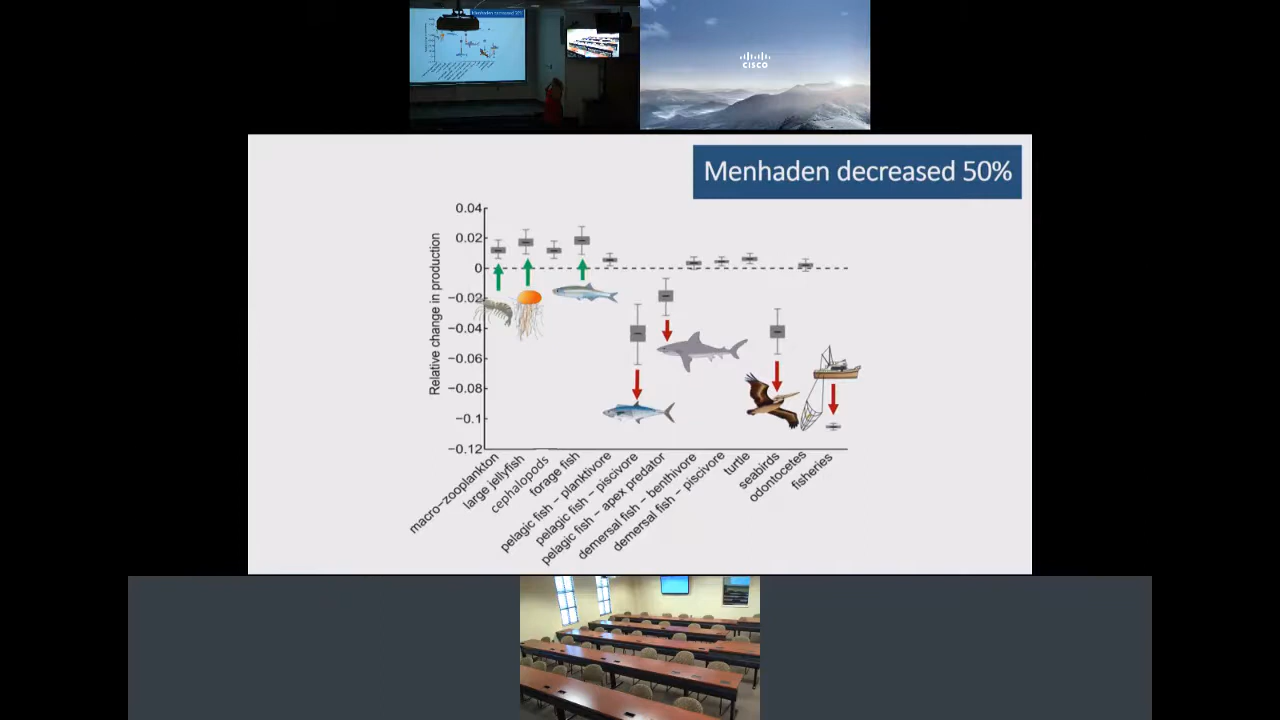 CISCO
Menhaden decreased 50%
Relative change in production
0.04
0.02
0
−0.02
−0.04
−0.06
−0.08
−0.1
−0.12
macro−zooplankton
large jellyfish
cephalopods
forage fish
pelagic fish − planktivore
pelagic fish − piscivore
pelagic fish − apex predator
demersal fish − benthivore
demersal fish − piscivore
turtle
seabirds
odontocetes
fisheries